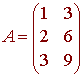 A = ( 1 3
2 6
3 9 )